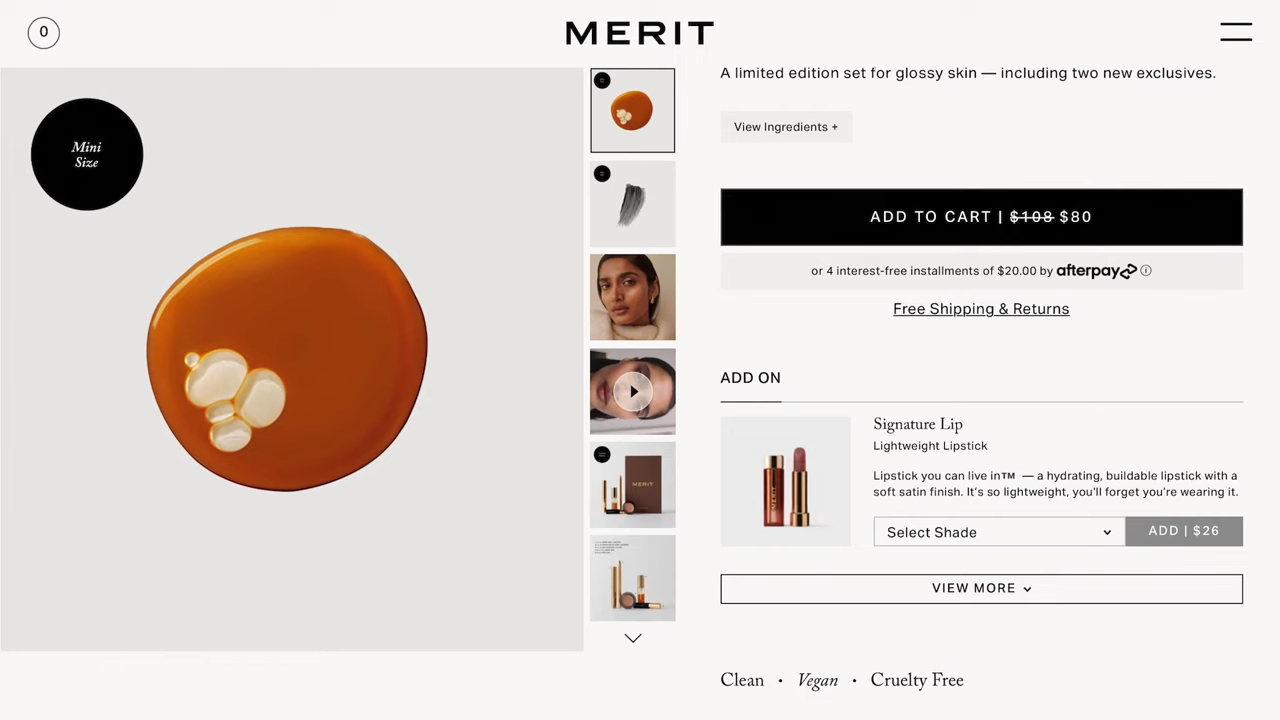 0
MERIT
Mini
Size
A limited edition set for glossy skin — including two new exclusives.
View Ingredients +
ADD TO CART | $108 $80
or 4 interest-free installments of $20.00 by afterpay
Free Shipping & Returns
ADD ON
Signature Lip
Lightweight Lipstick
Lipstick you can live in™ — a hydrating, buildable lipstick with a
soft satin finish. It's so lightweight, you'll forget you're wearing it.
Select Shade
ADD | $26
VIEW MORE
Clean • Vegan • Cruelty Free
MERIT